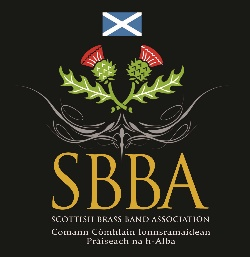 SBBA
SCOTTISH BRASS BAND ASSOCIATION
Comann Còmhlain Ionnsramaidean
Pràiseach na h-Alba